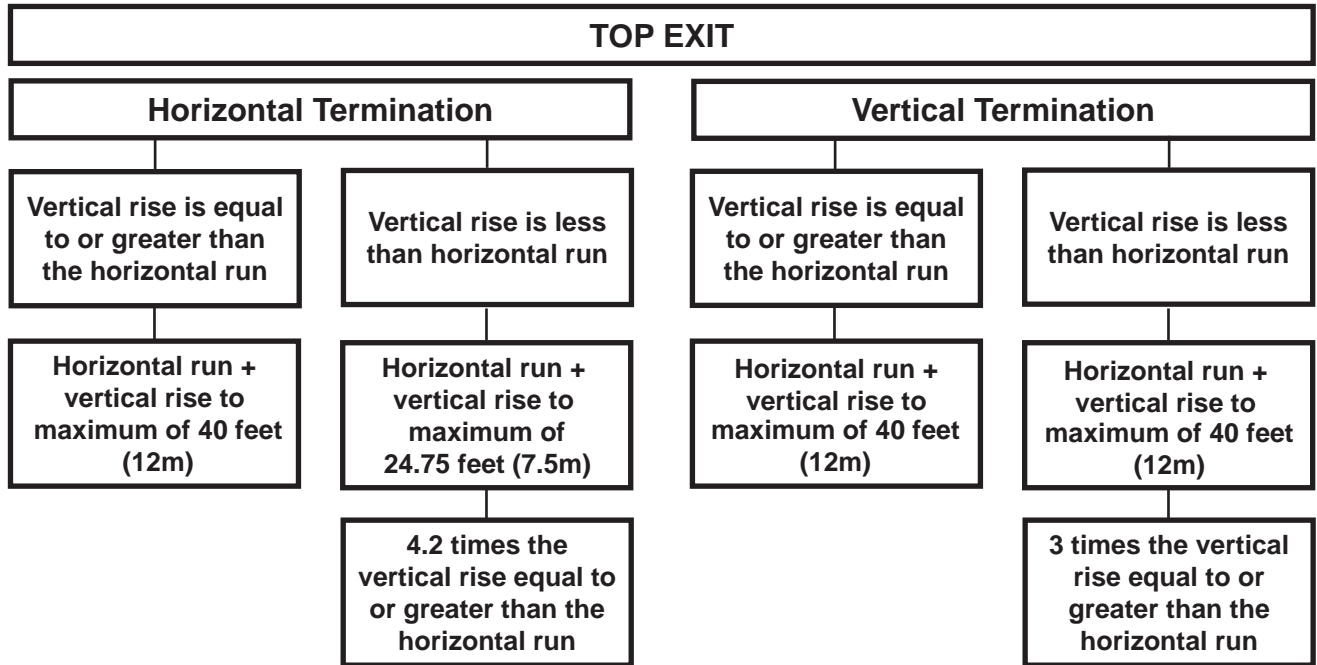 TOP EXIT
Horizontal Termination
Vertical rise is equal
to or greater than
the horizontal run
Horizontal run +
vertical rise to
maximum of 40 feet
(12m)
Vertical rise is less
than horizontal run
Horizontal run +
vertical rise to
maximum of
24.75 feet (7.5m)
4.2 times the
vertical rise equal to
or greater than the
horizontal run
Vertical Termination
Vertical rise is equal
to or greater than
the horizontal run
Horizontal run +
vertical rise to
maximum of 40 feet
(12m)
Vertical rise is less
than horizontal run
Horizontal run +
vertical rise to
maximum of 40 feet
(12m)
3 times the vertical
rise equal to or
greater than the
horizontal run